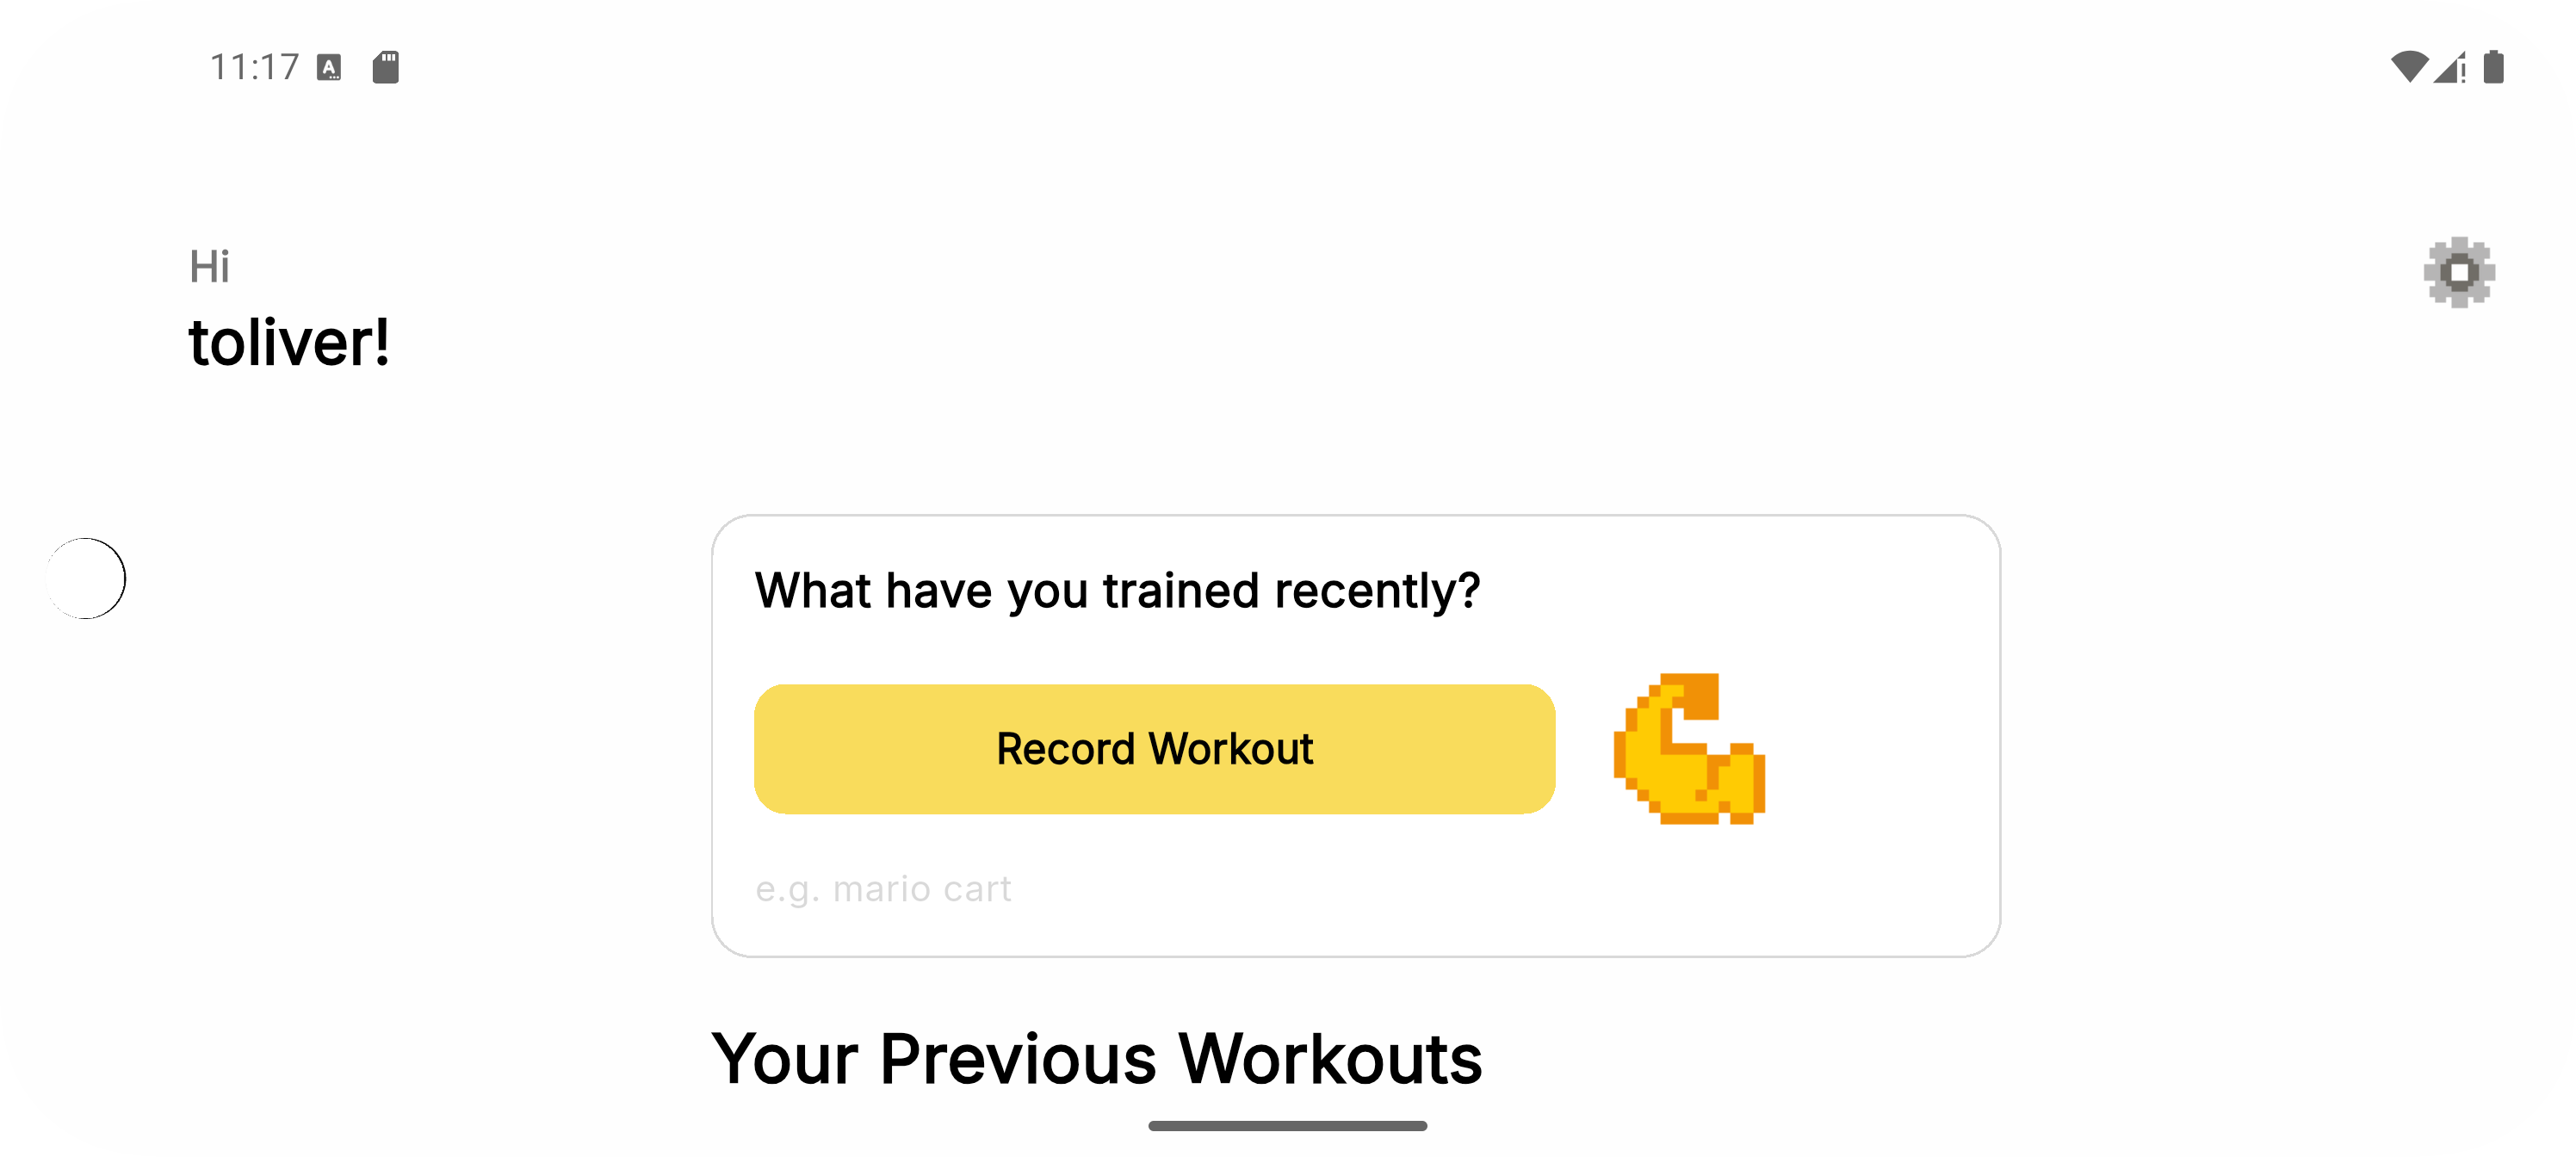 11:17
Hi
toliver!
What have you trained recently?
Record Workout
e.g. mario cart
Your Previous Workouts